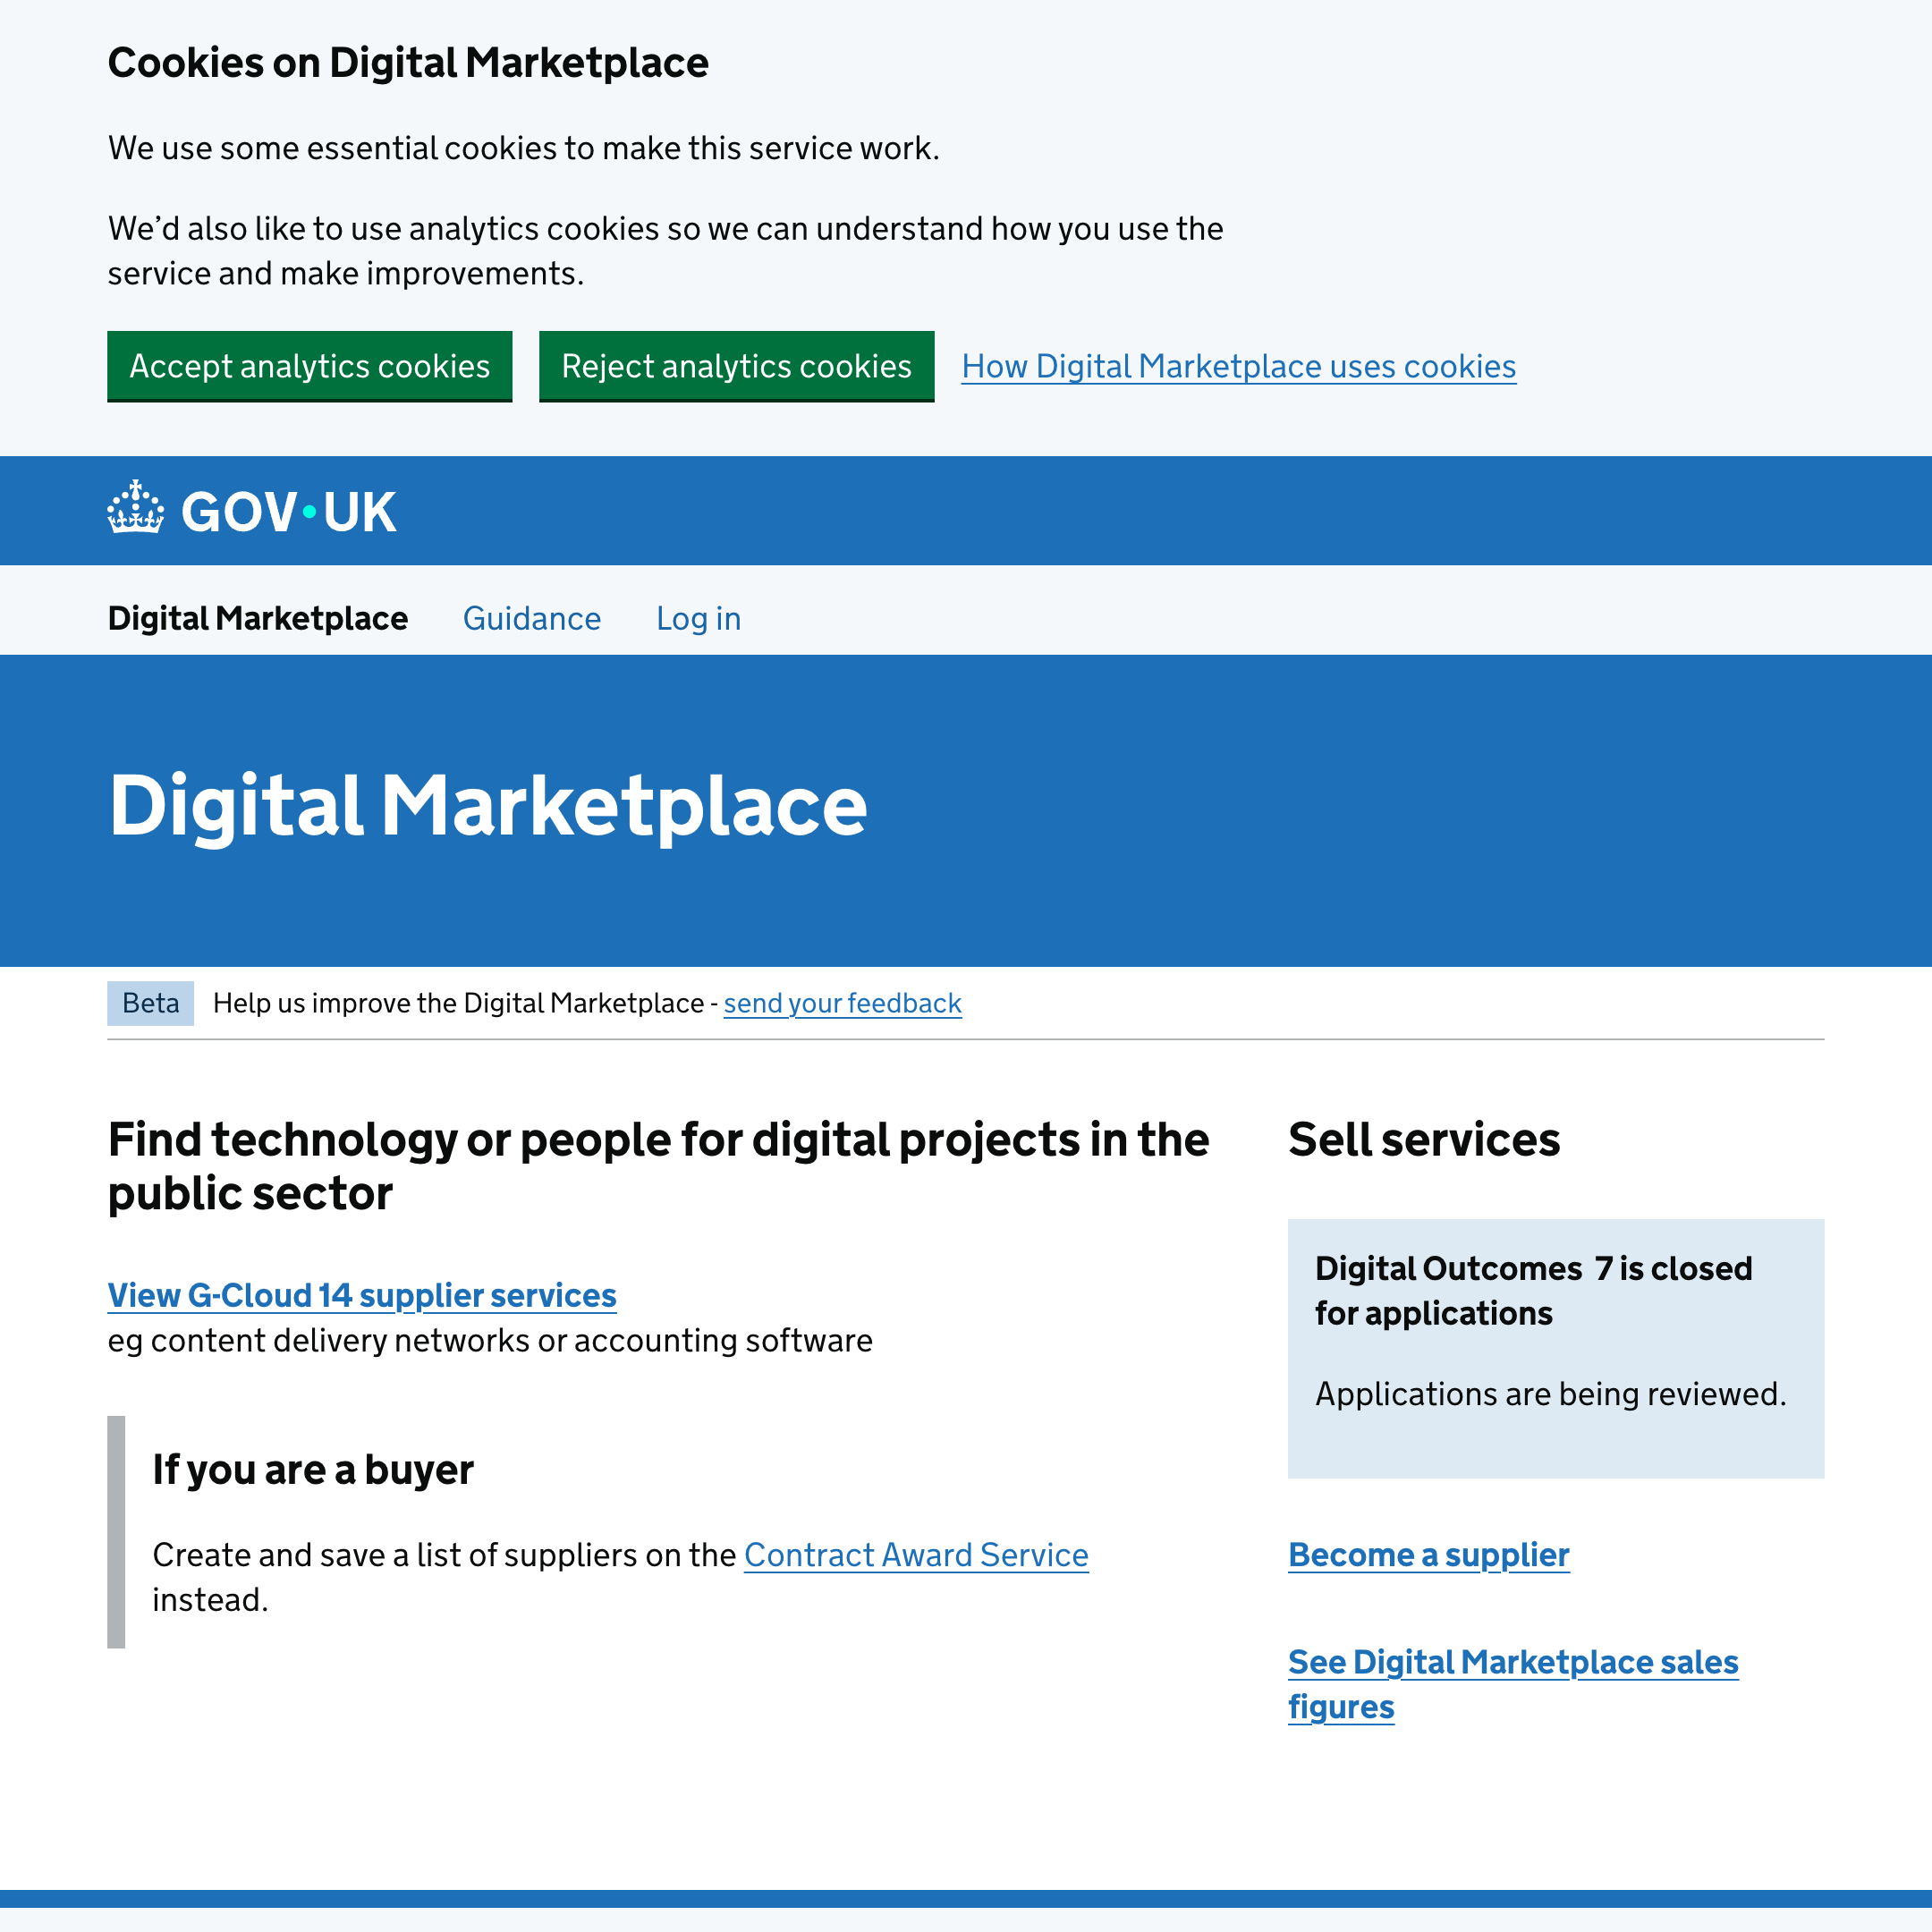 Cookies on Digital Marketplace
We use some essential cookies to make this service work.
We’d also like to use analytics cookies so we can understand how you use the
service and make improvements.
Accept analytics cookies
Reject analytics cookies
How Digital Marketplace uses cookies
GOV·UK
Digital Marketplace
Guidance
Log in
Digital Marketplace
Beta
Help us improve the Digital Marketplace - send your feedback
Find technology or people for digital projects in the
public sector
View G-Cloud 14 supplier services
eg content delivery networks or accounting software
If you are a buyer
Create and save a list of suppliers on the Contract Award Service
instead.
Sell services
Digital Outcomes 7 is closed
for applications
Applications are being reviewed.
Become a supplier
See Digital Marketplace sales
figures